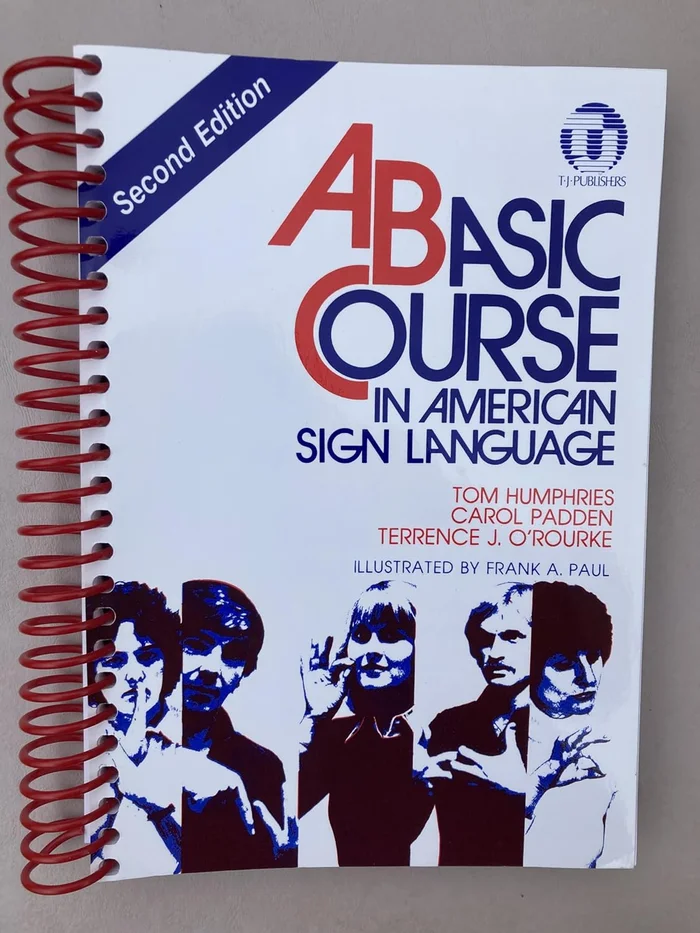 Second Edition
T·J·PUBLISHERS
A BASIC
COURSE
IN AMERICAN
SIGN LANGUAGE
TOM HUMPHRIES
CAROL PADDEN
TERRENCE J. O'ROURKE
ILLUSTRATED BY FRANK A. PAUL